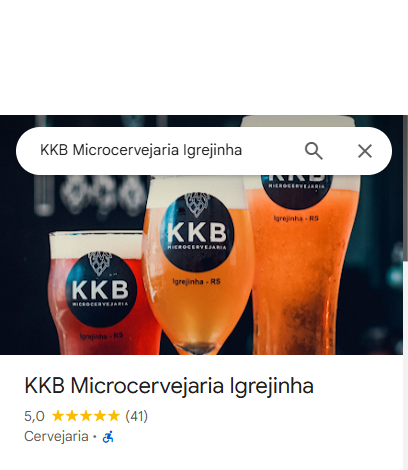 KKB Microcervejaria Igrejinha
KKB
MICROCERVEJARIA
Igrejinha - RS
KKB
MICROCERVEJARIA
Igrejinha - RS
KKB
MICROCERVEJARIA
Igrejinha - RS
KKB Microcervejaria Igrejinha
5,0 (41)
Cervejaria